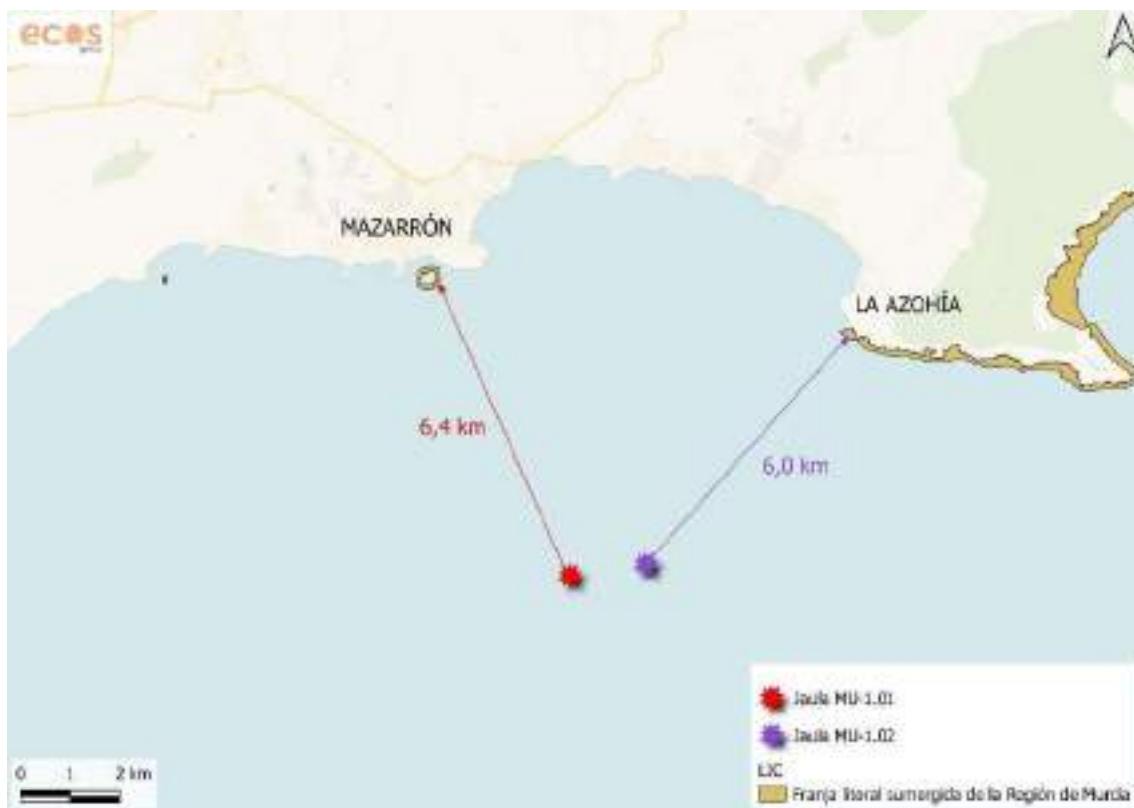 ecos
MAZARRÓN
LA AZOHÍA
6,4 km
6,0 km
Jaula MU-1.01
Jaula MU-1.02
LIC
Franja litoral sumergida de la Región de Murcia
0 1 2 km